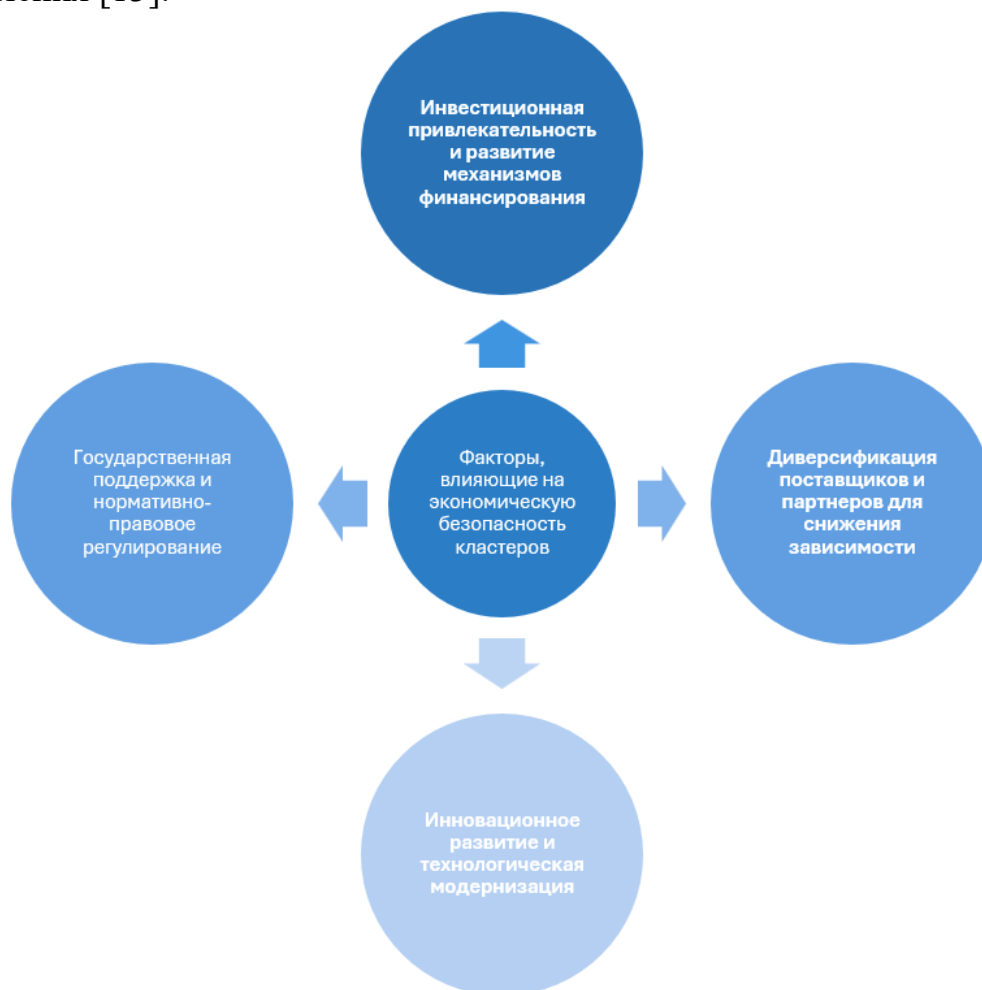 [15].
Инвестиционная
привлекательность
и развитие
механизмов
финансирования
Государственная
поддержка и
нормативно-
правовое
регулирование
Факторы,
влияющие на
экономическую
безопасность
кластеров
Диверсификация
поставщиков и
партнеров для
снижения
зависимости
Инновационное
развитие и
технологическая
модернизация